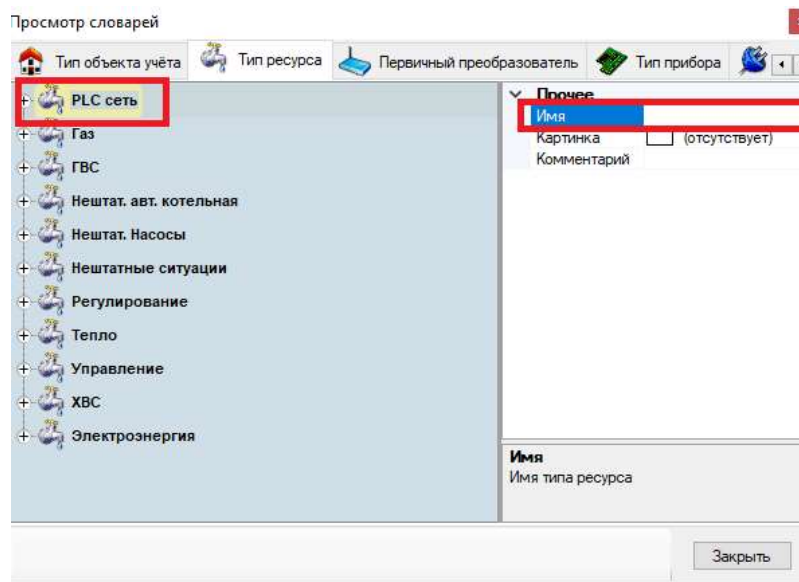 Просмотр словарей
Тип объекта учёта Тип ресурса Первичный преобразователь Тип прибора
PLC сеть
Газ
ГВС
Нештат. авт. котельная
Нештат. Насосы
Нештатные ситуации
Регулирование
Тепло
Управление
ХВС
Электроэнергия
Прочее
Имя
Картинка (отсутствует)
Комментарий
Имя
Имя типа ресурса
Закрыть